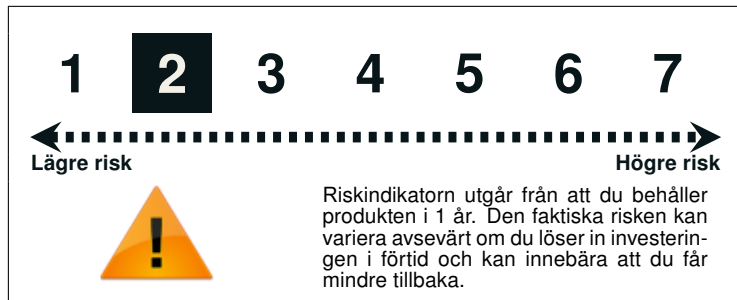 1 2 3 4 5 6 7
Lägre risk Högre risk
!
Riskindikatorn utgår från att du behåller
produkten i 1 år. Den faktiska risken kan
variera avsevärt om du löser in investerin-
gen i förtid och kan innebära att du får
mindre tillbaka.